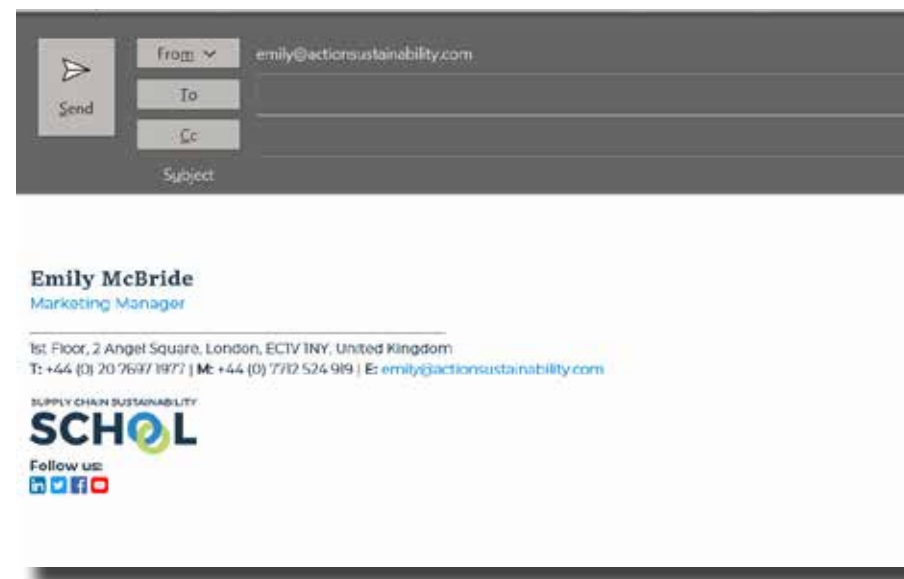 From
emily@actionsustainability.com
Send
To
Cc
Subject
Emily McBride
Marketing Manager
1st Floor, 2 Angel Square, London, EC1V 1NY, United Kingdom
T: +44 (0) 20 7697 1977 | M: +44 (0) 7712 524 919 | E: emily@actionsustainability.com
SUPPLY CHAIN SUSTAINABILITY
SCHOOL
Follow us:
in